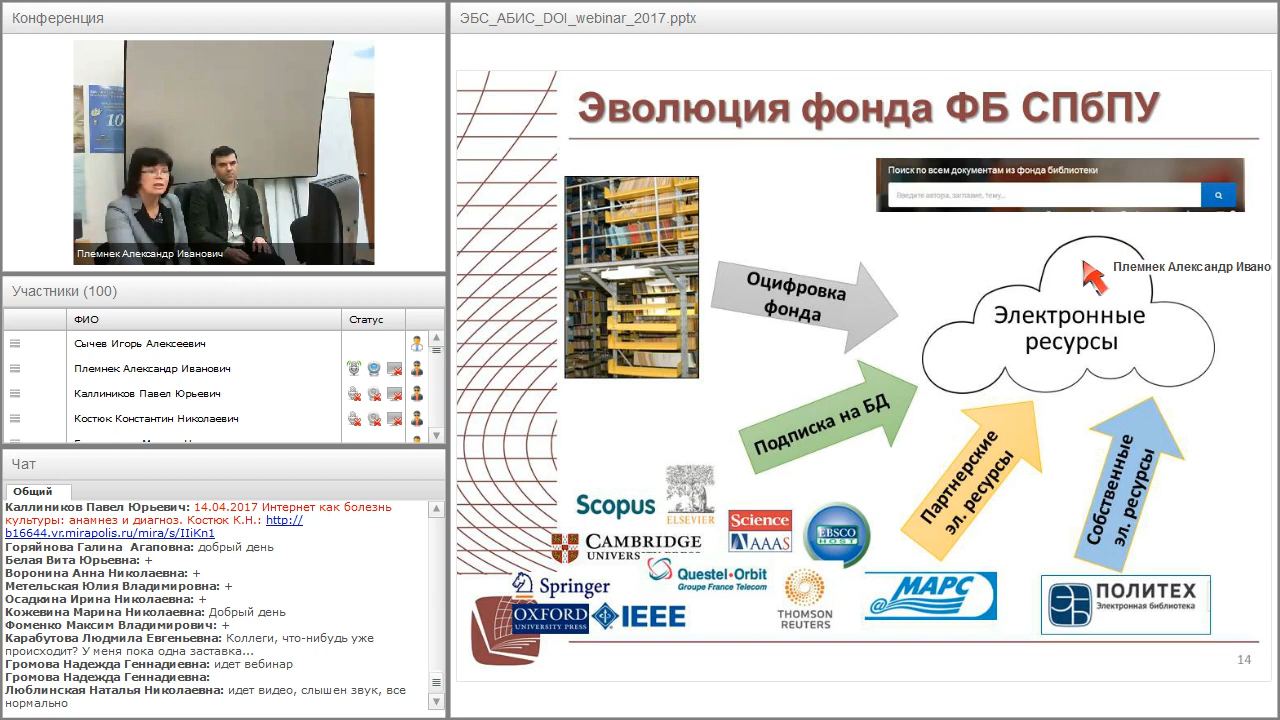 Конференция
10
Племнек Александр Иванович
Участники (100)
ФИО
Статус
Сычев Игорь Алексеевич
Племнек Александр Иванович
Каллиников Павел Юрьевич
Костюк Константин Николаевич
Чат
Общий
Каллиников Павел Юрьевич: 14.04.2017 Интернет как болезнь
культуры: анамнез и диагноз. Костюк К.Н.: http://
b16644.vr.mirapolis.ru/mira/s/IIiKn1
Горяйнова Галина Агаповна: добрый день
Белая Вита Юрьевна: +
Воронина Анна Николаевна: +
Метельская Юлия Владимировна: +
Осадкина Ирина Николаевна: +
Кожевина Марина Николаевна: Добрый день
Фоменко Максим Владимирович: +
Карабутова Людмила Евгеньевна: Коллеги, что-нибудь уже
происходит? У меня пока одна заставка...
Громова Надежда Геннадиевна: идет вебинар
Громова Надежда Геннадиевна:
Люблинская Наталья Николаевна: идет видео, слышен звук, все
нормально
ЭБС_АБИС_DOI_webinar_2017.pptx
Эволюция фонда ФБ СПбПУ
Поиск по всем документам из фонда библиотеки
Введите автора, заглавие, тему...
Племнек Александр Ивано
Оцифровка
фонда
Электронные
ресурсы
Подписка на БД
Партнерские
эл. ресурсы
Собственные
эл. ресурсы
Scopus
ELSEVIER
Science
AAAS
EBSCO
HOST
CAMBRIDGE
UNIVERSITY PRESS
Questel·Orbit
Groupe France Telecom
Springer
OXFORD
UNIVERSITY PRESS
IEEE
THOMSON
REUTERS
@МАРС
ПОЛИТЕХ
Электронная библиотека
14